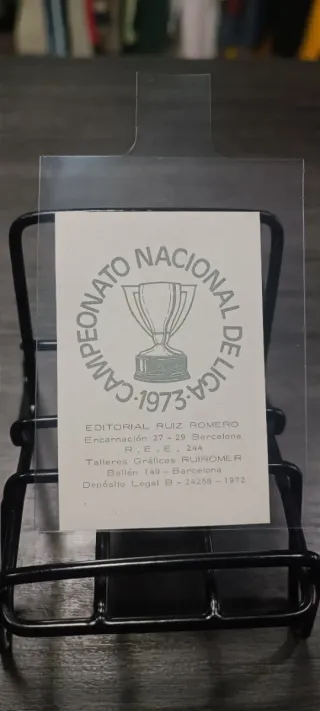 CAMPEONATO NACIONAL DE LIGA
·1973·
EDITORIAL RUIZ ROMERO
Encarnación 27 - 29 Barcelona
R . E . E . 244
Talleres Gráficos RUIROMER
Bailén 149 - Barcelona
Depósito Legal B - 24258 - 1973